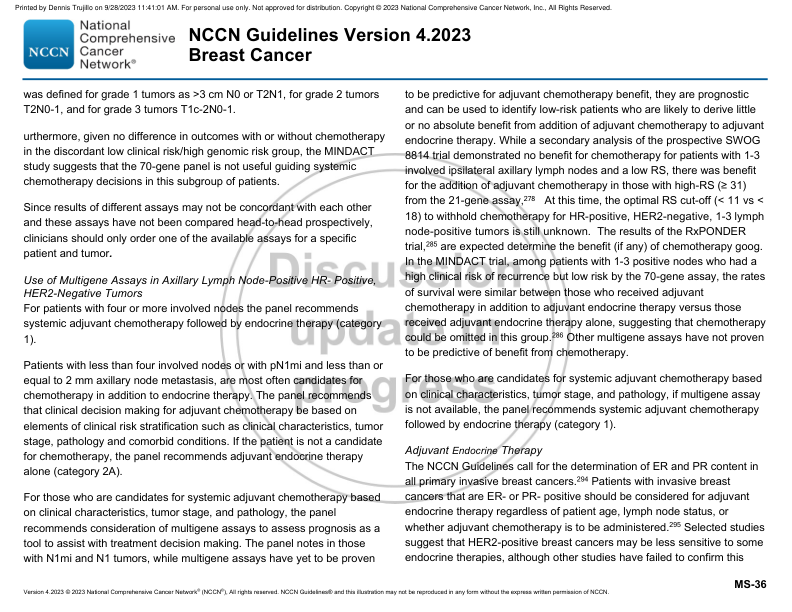 Printed by Dennis Trujillo on 9/28/2023 11:41:01 AM. For personal use only. Not approved for distribution. Copyright © 2023 National Comprehensive Cancer Network, Inc., All Rights Reserved.
NCCN
National
Comprehensive
Cancer
Network®
NCCN Guidelines Version 4.2023
Breast Cancer
was defined for grade 1 tumors as >3 cm N0 or T2N1, for grade 2 tumors
T2N0-1, and for grade 3 tumors T1c-2N0-1.
urthermore, given no difference in outcomes with or without chemotherapy
in the discordant low clinical risk/high genomic risk group, the MINDACT
study suggests that the 70-gene panel is not useful guiding systemic
chemotherapy decisions in this subgroup of patients.
Since results of different assays may not be concordant with each other
and these assays have not been compared head-to-head prospectively,
clinicians should only order one of the available assays for a specific
patient and tumor.
Use of Multigene Assays in Axillary Lymph Node-Positive HR- Positive,
HER2-Negative Tumors
For patients with four or more involved nodes the panel recommends
systemic adjuvant chemotherapy followed by endocrine therapy (category
1).
Patients with less than four involved nodes or with pN1mi and less than or
equal to 2 mm axillary node metastasis, are most often candidates for
chemotherapy in addition to endocrine therapy. The panel recommends
that clinical decision making for adjuvant chemotherapy be based on
elements of clinical risk stratification such as clinical characteristics, tumor
stage, pathology and comorbid conditions. If the patient is not a candidate
for chemotherapy, the panel recommends adjuvant endocrine therapy
alone (category 2A).
For those who are candidates for systemic adjuvant chemotherapy based
on clinical characteristics, tumor stage, and pathology, the panel
recommends consideration of multigene assays to assess prognosis as a
tool to assist with treatment decision making. The panel notes in those
with N1mi and N1 tumors, while multigene assays have yet to be proven
to be predictive for adjuvant chemotherapy benefit, they are prognostic
and can be used to identify low-risk patients who are likely to derive little
or no absolute benefit from addition of adjuvant chemotherapy to adjuvant
endocrine therapy. While a secondary analysis of the prospective SWOG
8814 trial demonstrated no benefit for chemotherapy for patients with 1-3
involved ipsilateral axillary lymph nodes and a low RS, there was benefit
for the addition of adjuvant chemotherapy in those with high-RS (≥ 31)
from the 21-gene assay.278 At this time, the optimal RS cut-off (< 11 vs <
18) to withhold chemotherapy for HR-positive, HER2-negative, 1-3 lymph
node-positive tumors is still unknown. The results of the RxPONDER
trial,285 are expected determine the benefit (if any) of chemotherapy goog.
In the MINDACT trial, among patients with 1-3 positive nodes who had a
high clinical risk of recurrence but low risk by the 70-gene assay, the rates
of survival were similar between those who received adjuvant
chemotherapy in addition to adjuvant endocrine therapy versus those
received adjuvant endocrine therapy alone, suggesting that chemotherapy
could be omitted in this group.286 Other multigene assays have not proven
to be predictive of benefit from chemotherapy.
For those who are candidates for systemic adjuvant chemotherapy based
on clinical characteristics, tumor stage, and pathology, if multigene assay
is not available, the panel recommends systemic adjuvant chemotherapy
followed by endocrine therapy (category 1).
Adjuvant Endocrine Therapy
The NCCN Guidelines call for the determination of ER and PR content in
all primary invasive breast cancers.294 Patients with invasive breast
cancers that are ER- or PR- positive should be considered for adjuvant
endocrine therapy regardless of patient age, lymph node status, or
whether adjuvant chemotherapy is to be administered.295 Selected studies
suggest that HER2-positive breast cancers may be less sensitive to some
endocrine therapies, although other studies have failed to confirm this
Discussion
update in
progress
MS-36
Version 4.2023 © 2023 National Comprehensive Cancer Network® (NCCN®), All rights reserved. NCCN Guidelines® and this illustration may not be reproduced in any form without the express written permission of NCCN.